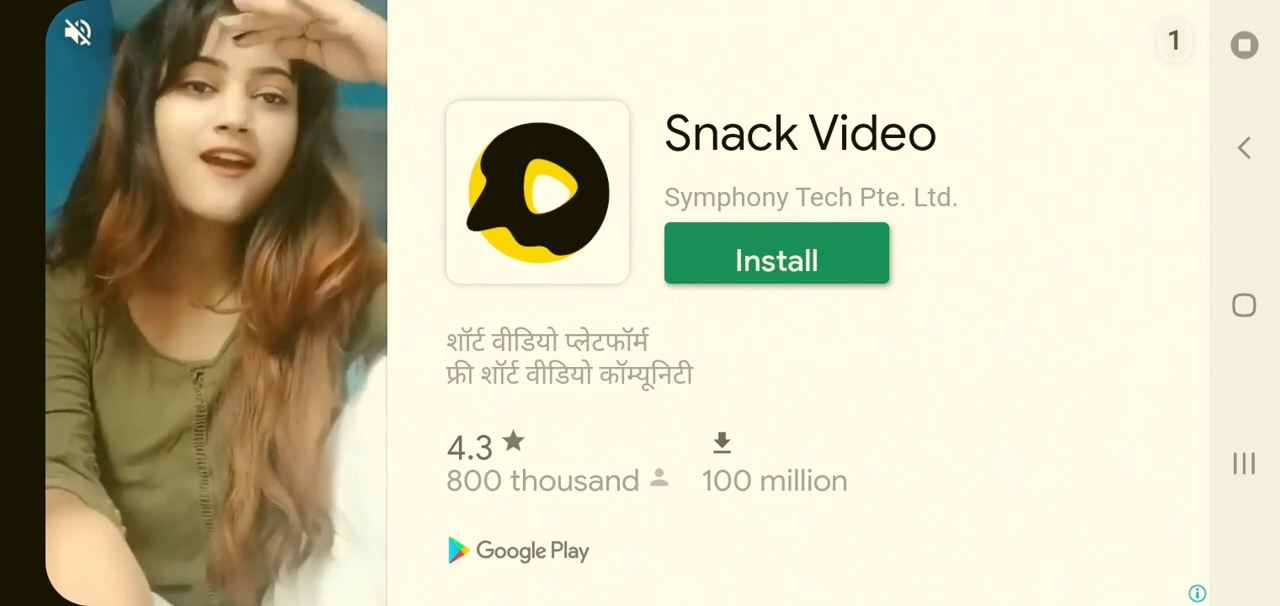 1
Snack Video
Symphony Tech Pte. Ltd.
Install
शॉर्ट वीडियो प्लेटफॉर्म
फ्री शॉर्ट वीडियो कॉम्यूनिटी
4.3
800 thousand
100 million
Google Play